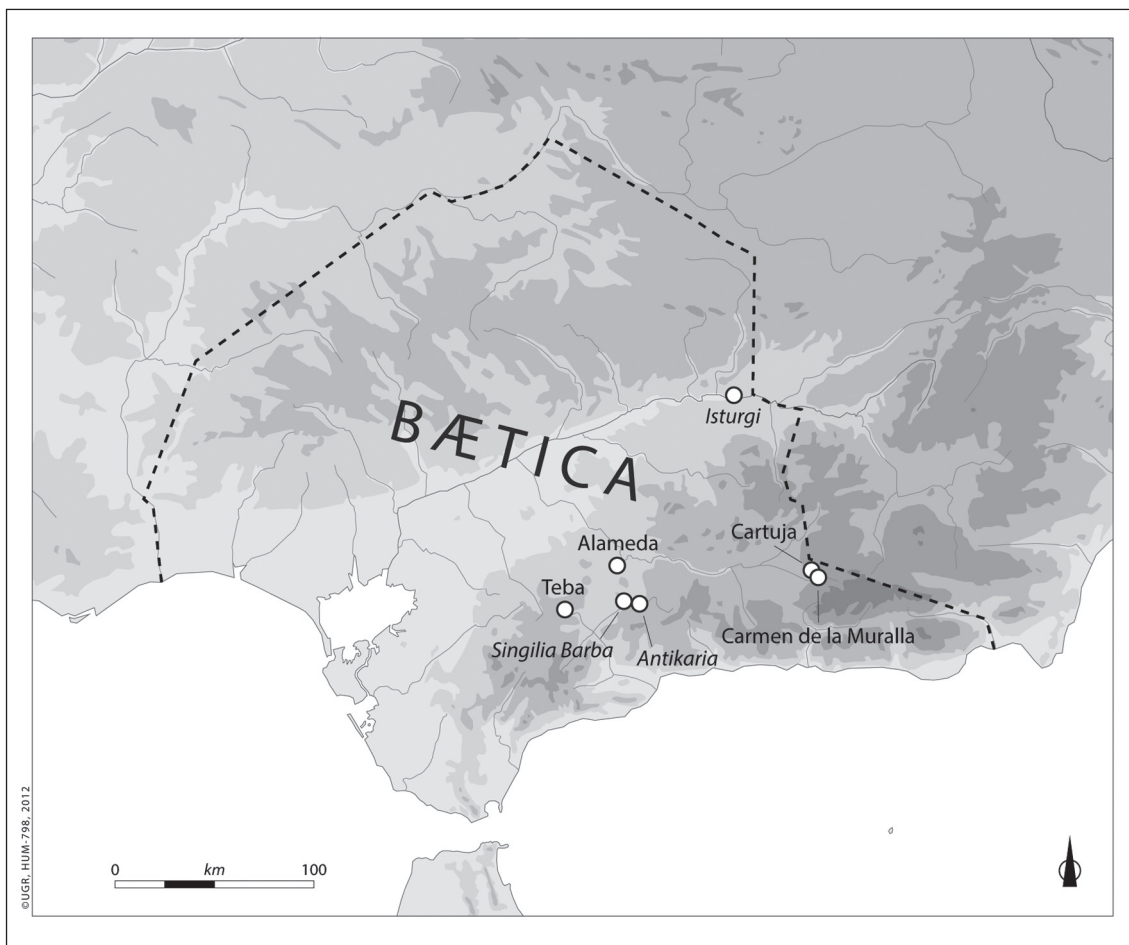 BÆTICA
Isturgi
Cartuja
Alameda
Teba
Carmen de la Muralla
Singilia Barba
Antikaria
©UGR, HUM-798, 2012
0 km 100